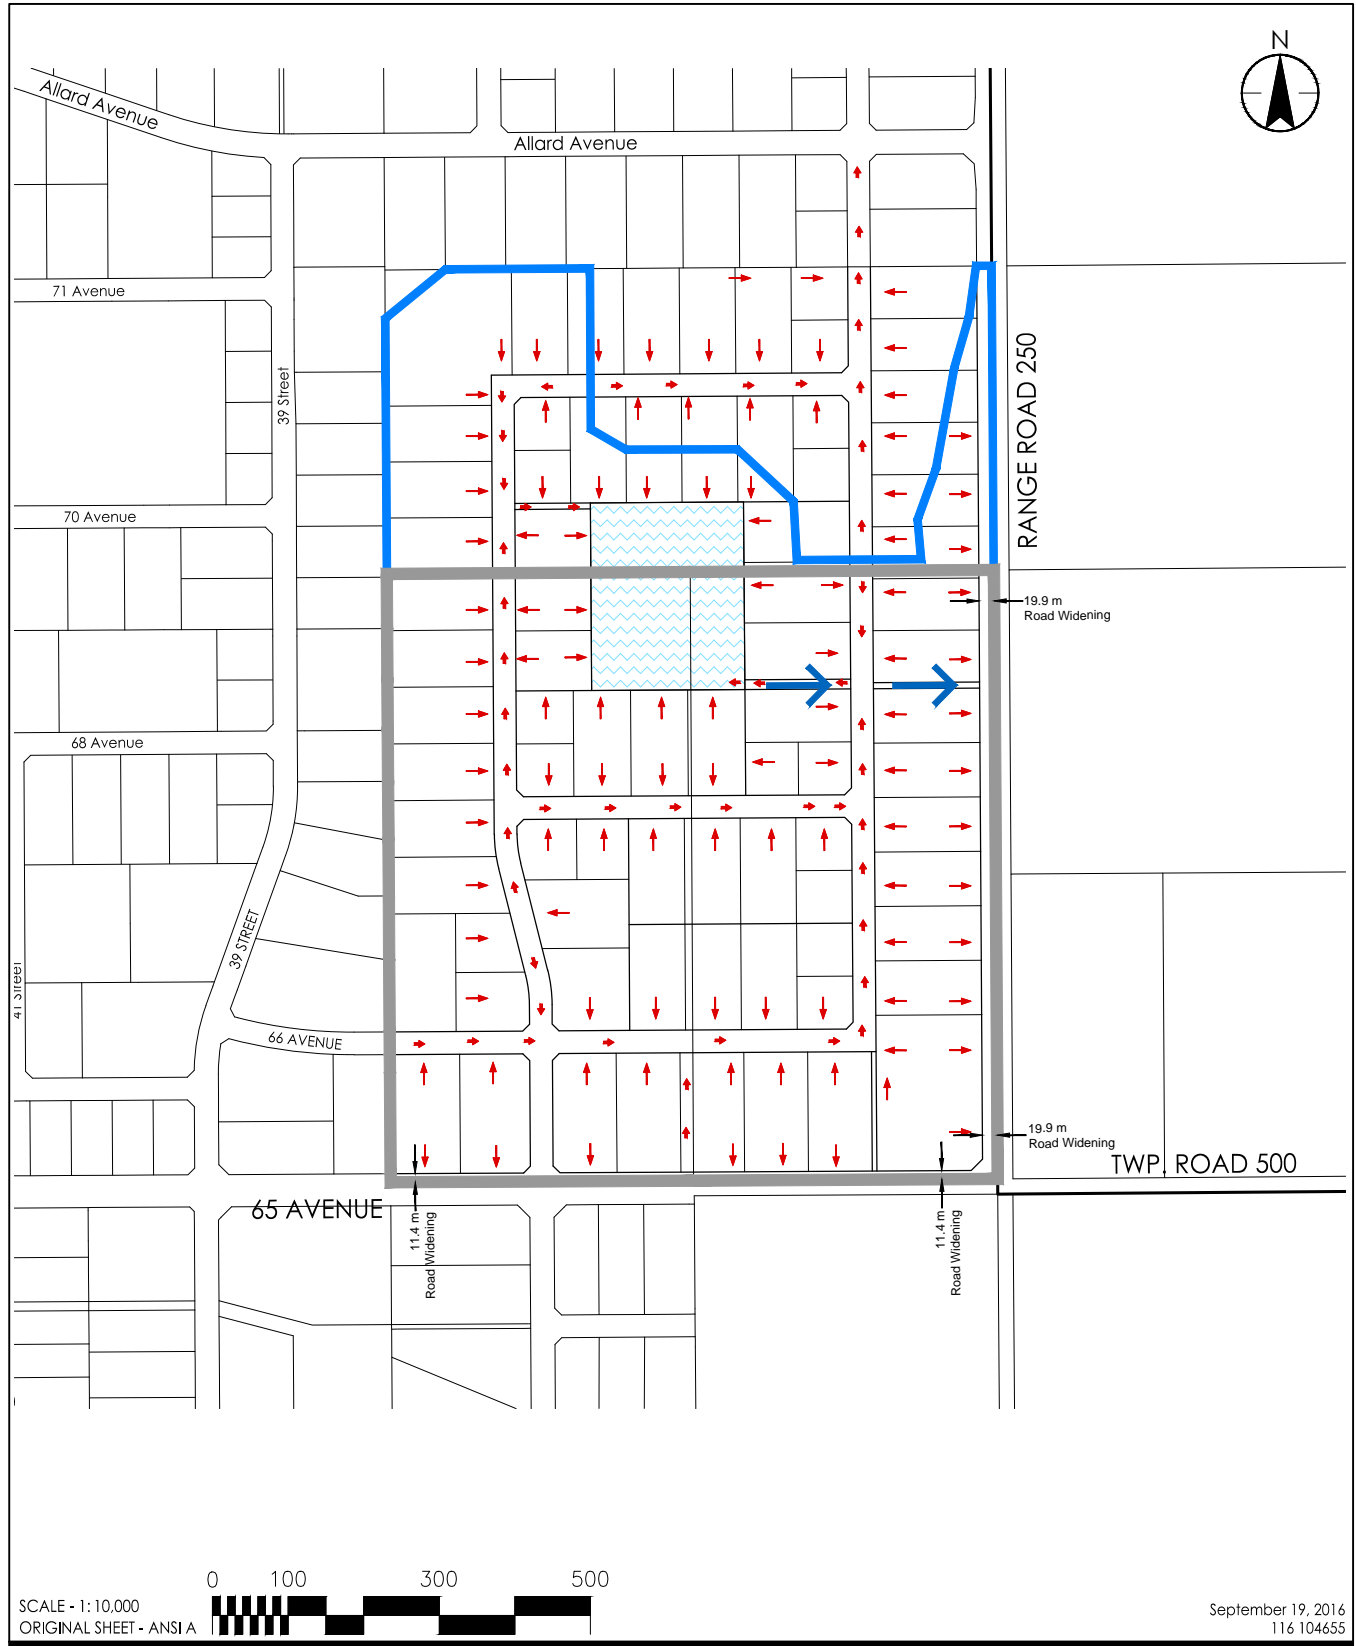 N
Allard Avenue
Allard Avenue
71 Avenue
39 Street
RANGE ROAD 250
70 Avenue
19.9 m
Road Widening
68 Avenue
39 STREET
41 Street
66 AVENUE
19.9 m
Road Widening
TWP. ROAD 500
65 AVENUE
11.4 m
Road Widening
11.4 m
Road Widening
0 100 300 500
SCALE - 1: 10,000
ORIGINAL SHEET - ANSI A
September 19, 2016
116 104655